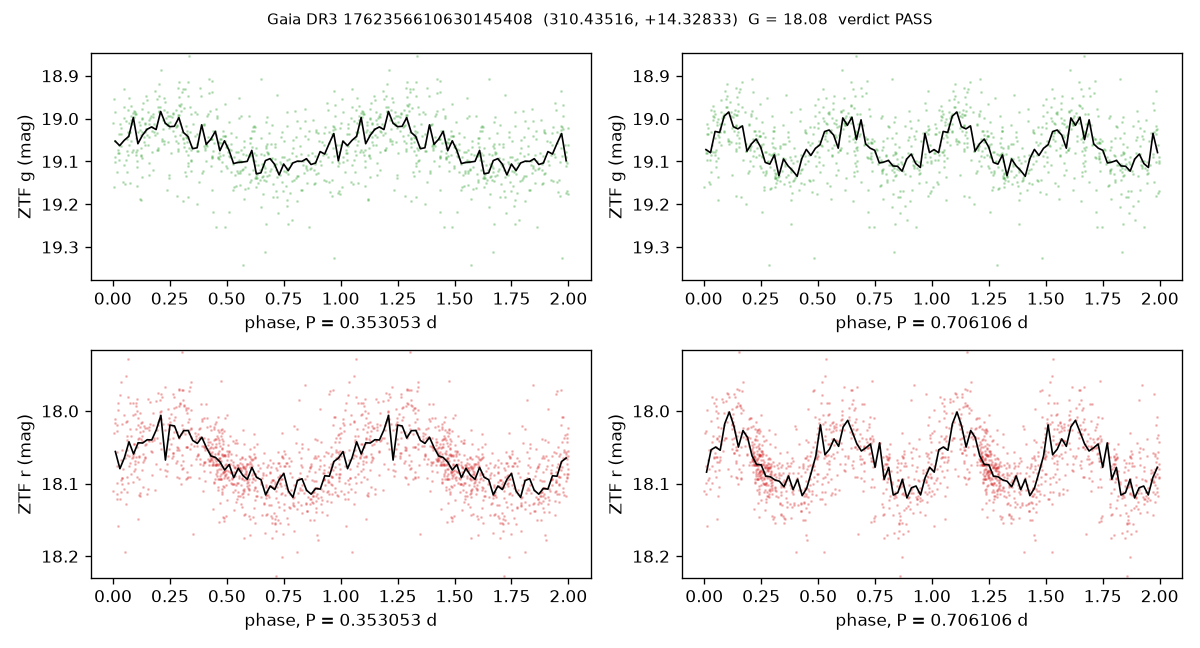 Gaia DR3 1762356610630145408 (310.43516, +14.32833) G = 18.08 verdict PASS
ZTF g (mag)
18.9
19.0
19.1
19.2
19.3
0.00 0.25 0.50 0.75 1.00 1.25 1.50 1.75 2.00
phase, P = 0.353053 d
ZTF g (mag)
18.9
19.0
19.1
19.2
19.3
0.00 0.25 0.50 0.75 1.00 1.25 1.50 1.75 2.00
phase, P = 0.706106 d
ZTF r (mag)
18.0
18.1
18.2
0.00 0.25 0.50 0.75 1.00 1.25 1.50 1.75 2.00
phase, P = 0.353053 d
ZTF r (mag)
18.0
18.1
18.2
0.00 0.25 0.50 0.75 1.00 1.25 1.50 1.75 2.00
phase, P = 0.706106 d